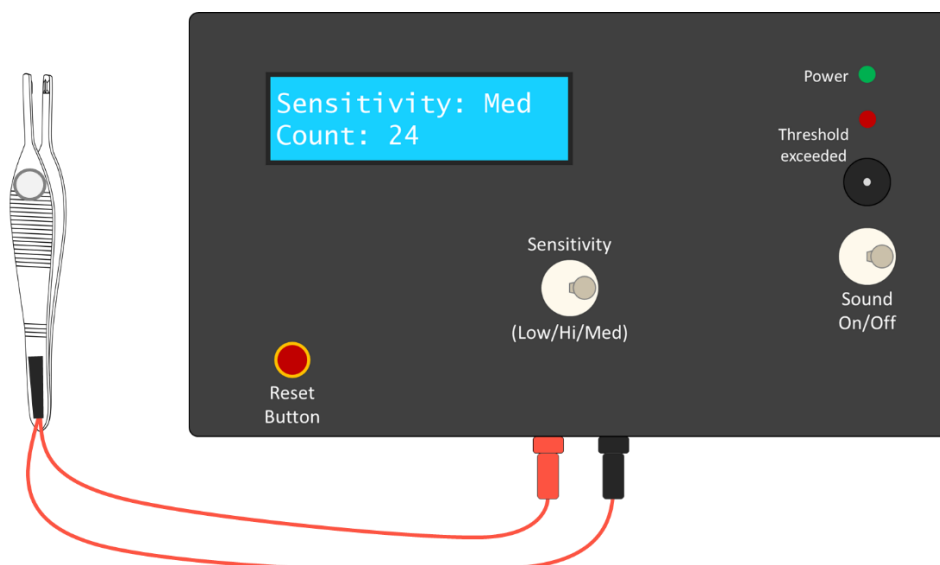 Sensitivity: Med
Count: 24
Power
Threshold
exceeded
Sensitivity
(Low/Hi/Med)
Sound
On/Off
Reset
Button